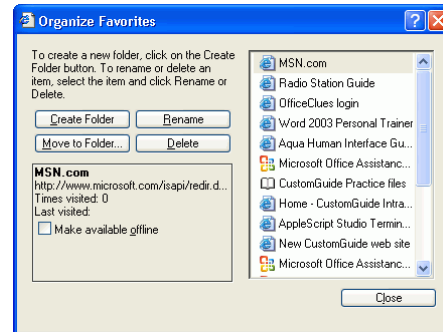 Organize Favorites
To create a new folder, click on the Create
Folder button. To rename or delete an
item, select the item and click Rename or
Delete.
Create Folder
Rename
Move to Folder...
Delete
MSN.com
http://www.microsoft.com/isapi/redir.d...
Times visited: 0
Last visited:
Make available offline
MSN.com
Radio Station Guide
OfficeClues login
Word 2003 Personal Trainer
Aqua Human Interface Gu...
Microsoft Office Assistanc...
CustomGuide Practice files
Home - CustomGuide Intra...
AppleScript Studio Termin...
New CustomGuide web site
Microsoft Office Assistanc...
Close